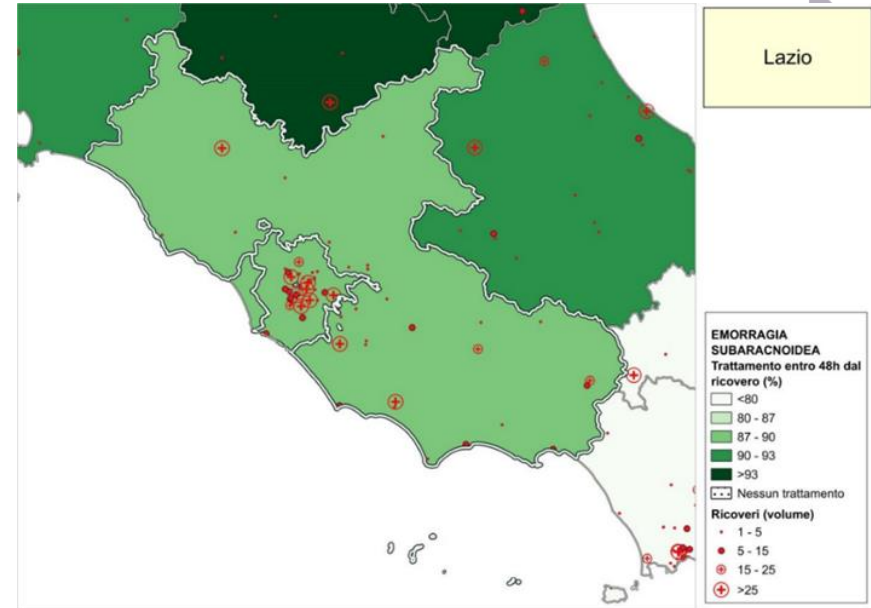 Lazio
EMORRAGIA
SUBARACNOIDEA
Trattamento entro 48h dal
ricovero (%)
<80
80 - 87
87 - 90
90 - 93
>93
Nessun trattamento
Ricoveri (volume)
1 - 5
5 - 15
15 - 25
>25